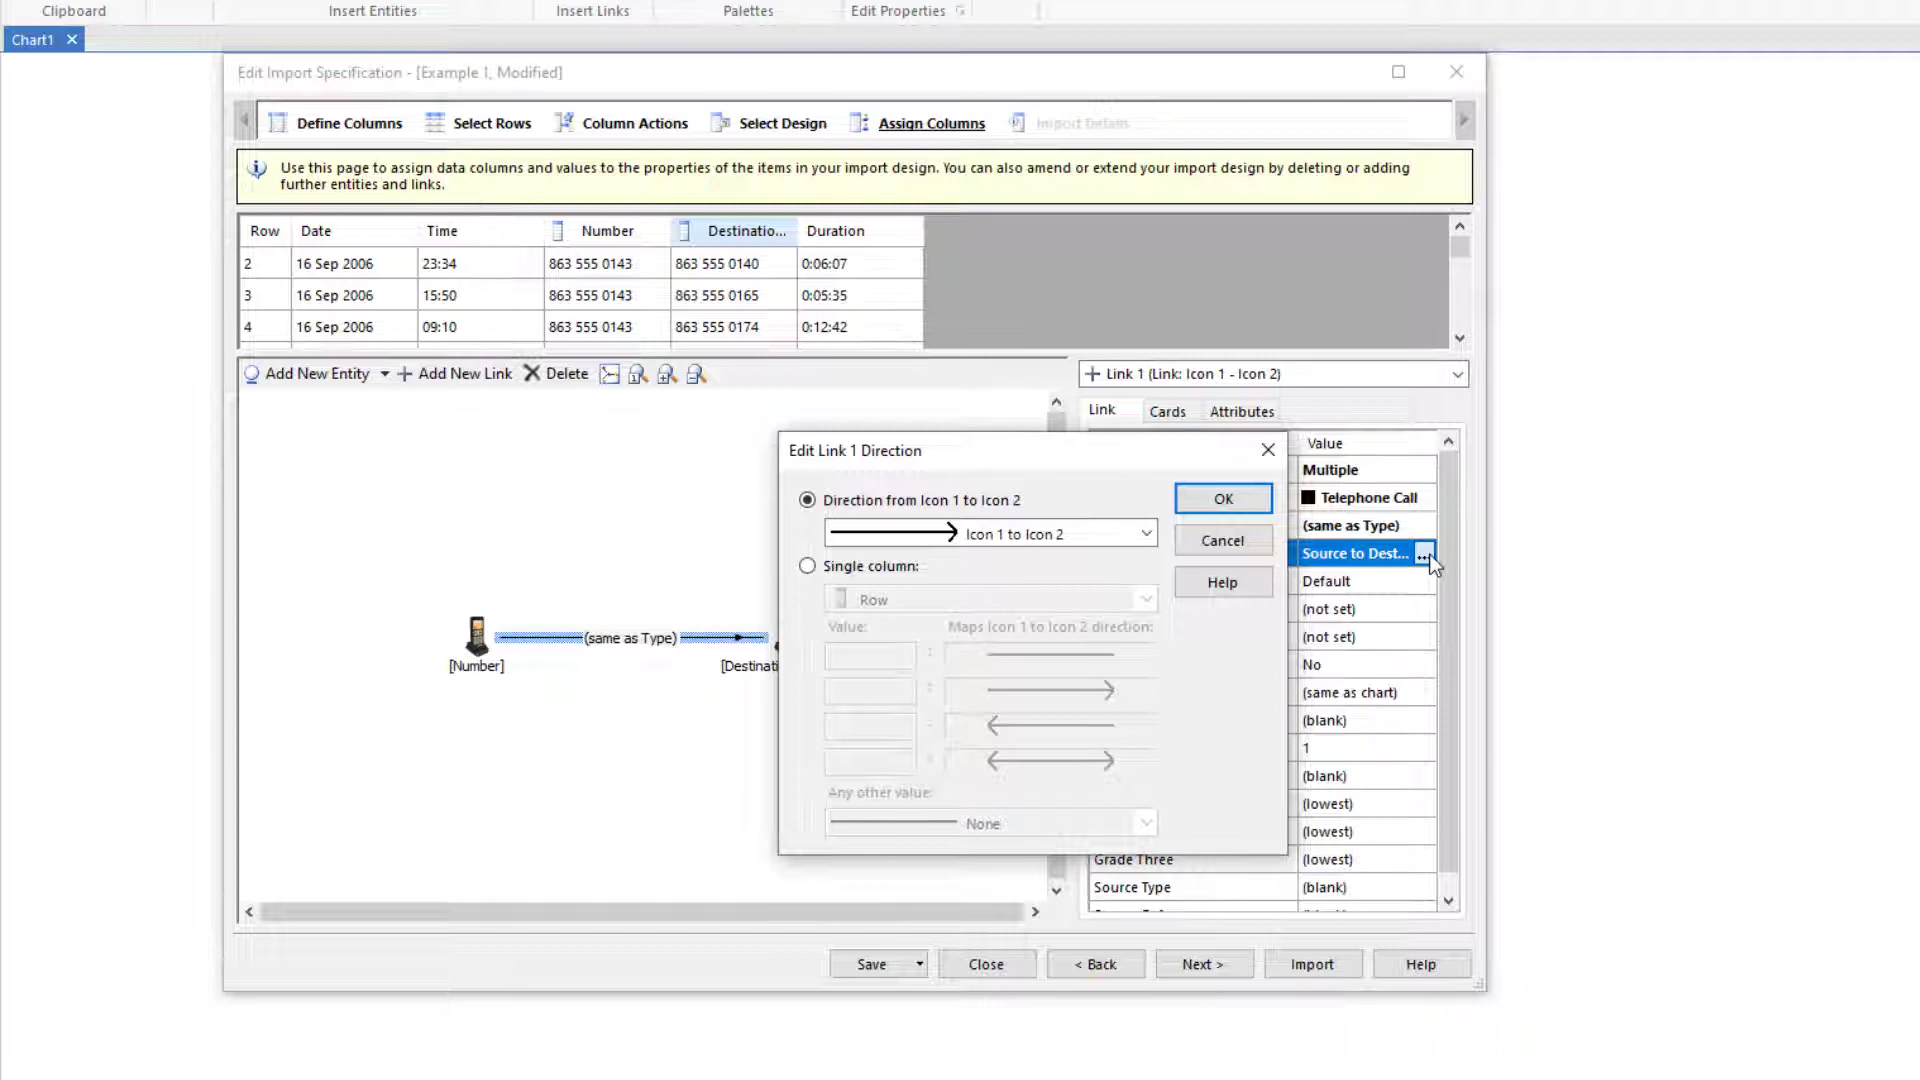 Clipboard
Insert Entities
Insert Links
Palettes
Edit Properties
Chart1
Edit Import Specification - [Example 1, Modified]
Define Columns
Select Rows
Column Actions
Select Design
Assign Columns
Import Details
Use this page to assign data columns and values to the properties of the items in your import design. You can also amend or extend your import design by deleting or adding
further entities and links.
Row Date Time Number Destinatio... Duration
2 16 Sep 2006 23:34 863 555 0143 863 555 0140 0:06:07
3 16 Sep 2006 15:50 863 555 0143 863 555 0165 0:05:35
4 16 Sep 2006 09:10 863 555 0143 863 555 0174 0:12:42
Add New Entity
Add New Link
Delete
Link 1 (Link: Icon 1 - Icon 2)
Link Cards Attributes
[Number]
(same as Type)
[Destinati
Edit Link 1 Direction
Direction from Icon 1 to Icon 2
Icon 1 to Icon 2
Single column:
Row
Value: Maps Icon 1 to Icon 2 direction:
:
:
:
:
Any other value:
None
OK
Cancel
Help
Value
Multiple
Telephone Call
(same as Type)
Source to Dest... ...
Default
(not set)
(not set)
No
(same as chart)
(blank)
1
(blank)
(lowest)
(lowest)
Grade Three (lowest)
Source Type (blank)
Save
Close
< Back
Next >
Import
Help